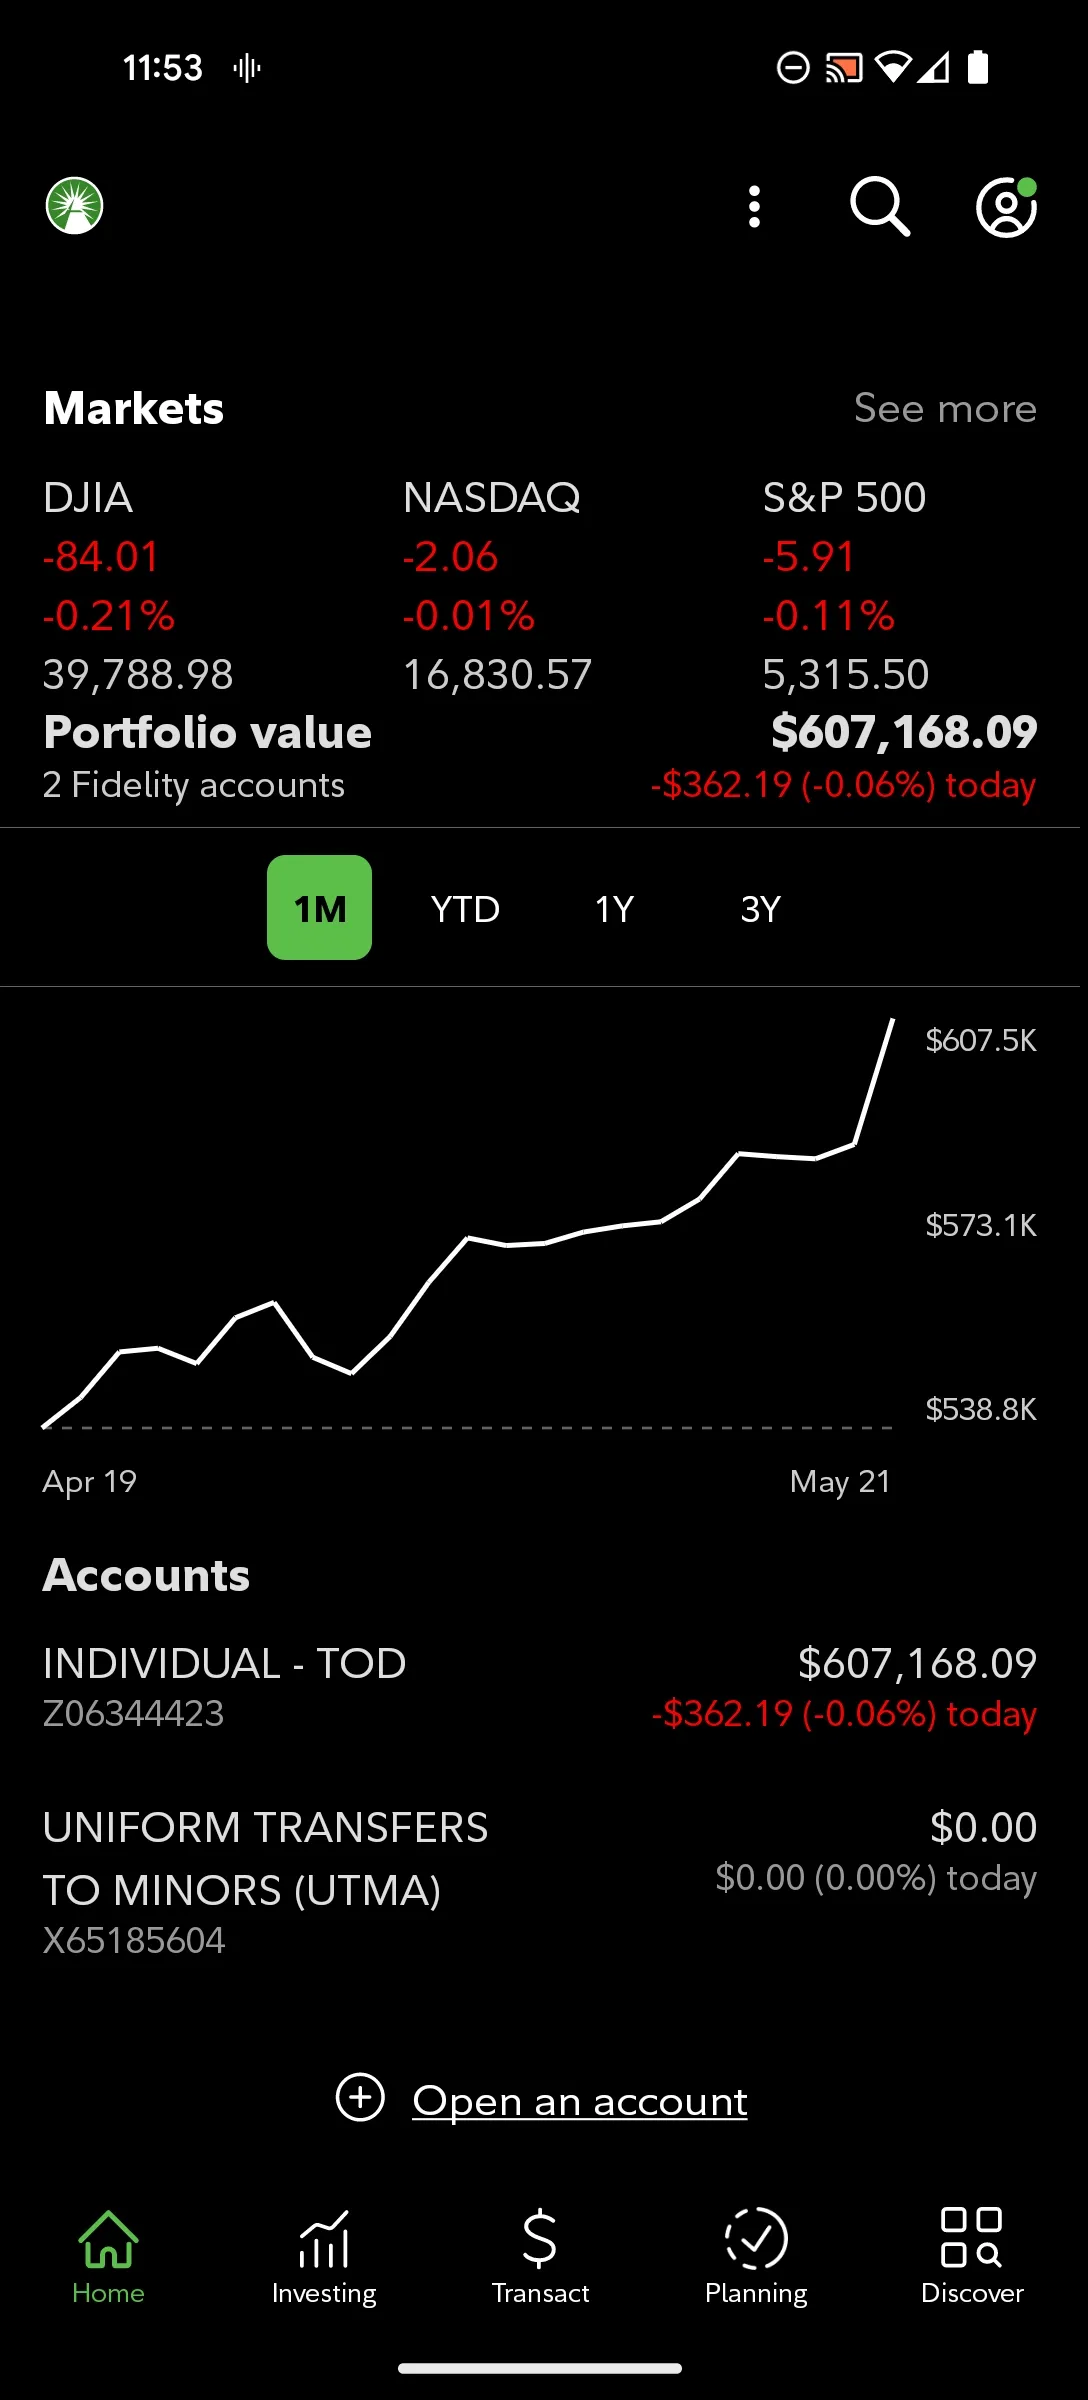 11:53
Markets
See more
DJIA NASDAQ S&P 500
-84.01 -2.06 -5.91
-0.21% -0.01% -0.11%
39,788.98 16,830.57 5,315.50
Portfolio value $607,168.09
2 Fidelity accounts -$362.19 (-0.06%) today
1M YTD 1Y 3Y
$607.5K
$573.1K
$538.8K
Apr 19 May 21
Accounts
INDIVIDUAL - TOD $607,168.09
Z06344423 -$362.19 (-0.06%) today
UNIFORM TRANSFERS $0.00
TO MINORS (UTMA) $0.00 (0.00%) today
X65185604
Open an account
Home Investing Transact Planning Discover